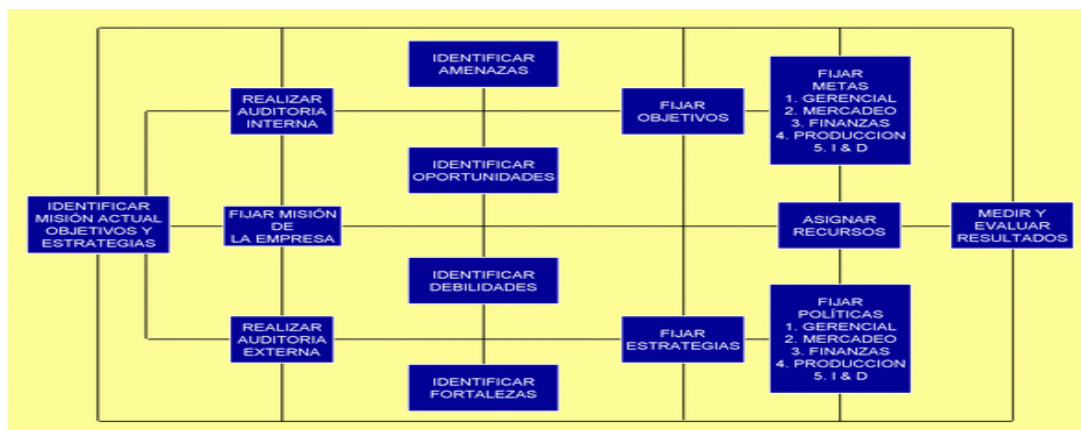 IDENTIFICAR
MISIÓN ACTUAL
OBJETIVOS Y
ESTRATEGIAS
REALIZAR
AUDITORIA
INTERNA
FIJAR MISIÓN
DE
LA EMPRESA
REALIZAR
AUDITORIA
EXTERNA
IDENTIFICAR
AMENAZAS
IDENTIFICAR
OPORTUNIDADES
IDENTIFICAR
DEBILIDADES
IDENTIFICAR
FORTALEZAS
FIJAR
OBJETIVOS
FIJAR
ESTRATEGIAS
FIJAR
METAS
1. GERENCIAL
2. MERCADEO
3. FINANZAS
4. PRODUCCION
5. I & D
ASIGNAR
RECURSOS
FIJAR
POLÍTICAS
1. GERENCIAL
2. MERCADEO
3. FINANZAS
4. PRODUCCION
5. I & D
MEDIR Y
EVALUAR
RESULTADOS